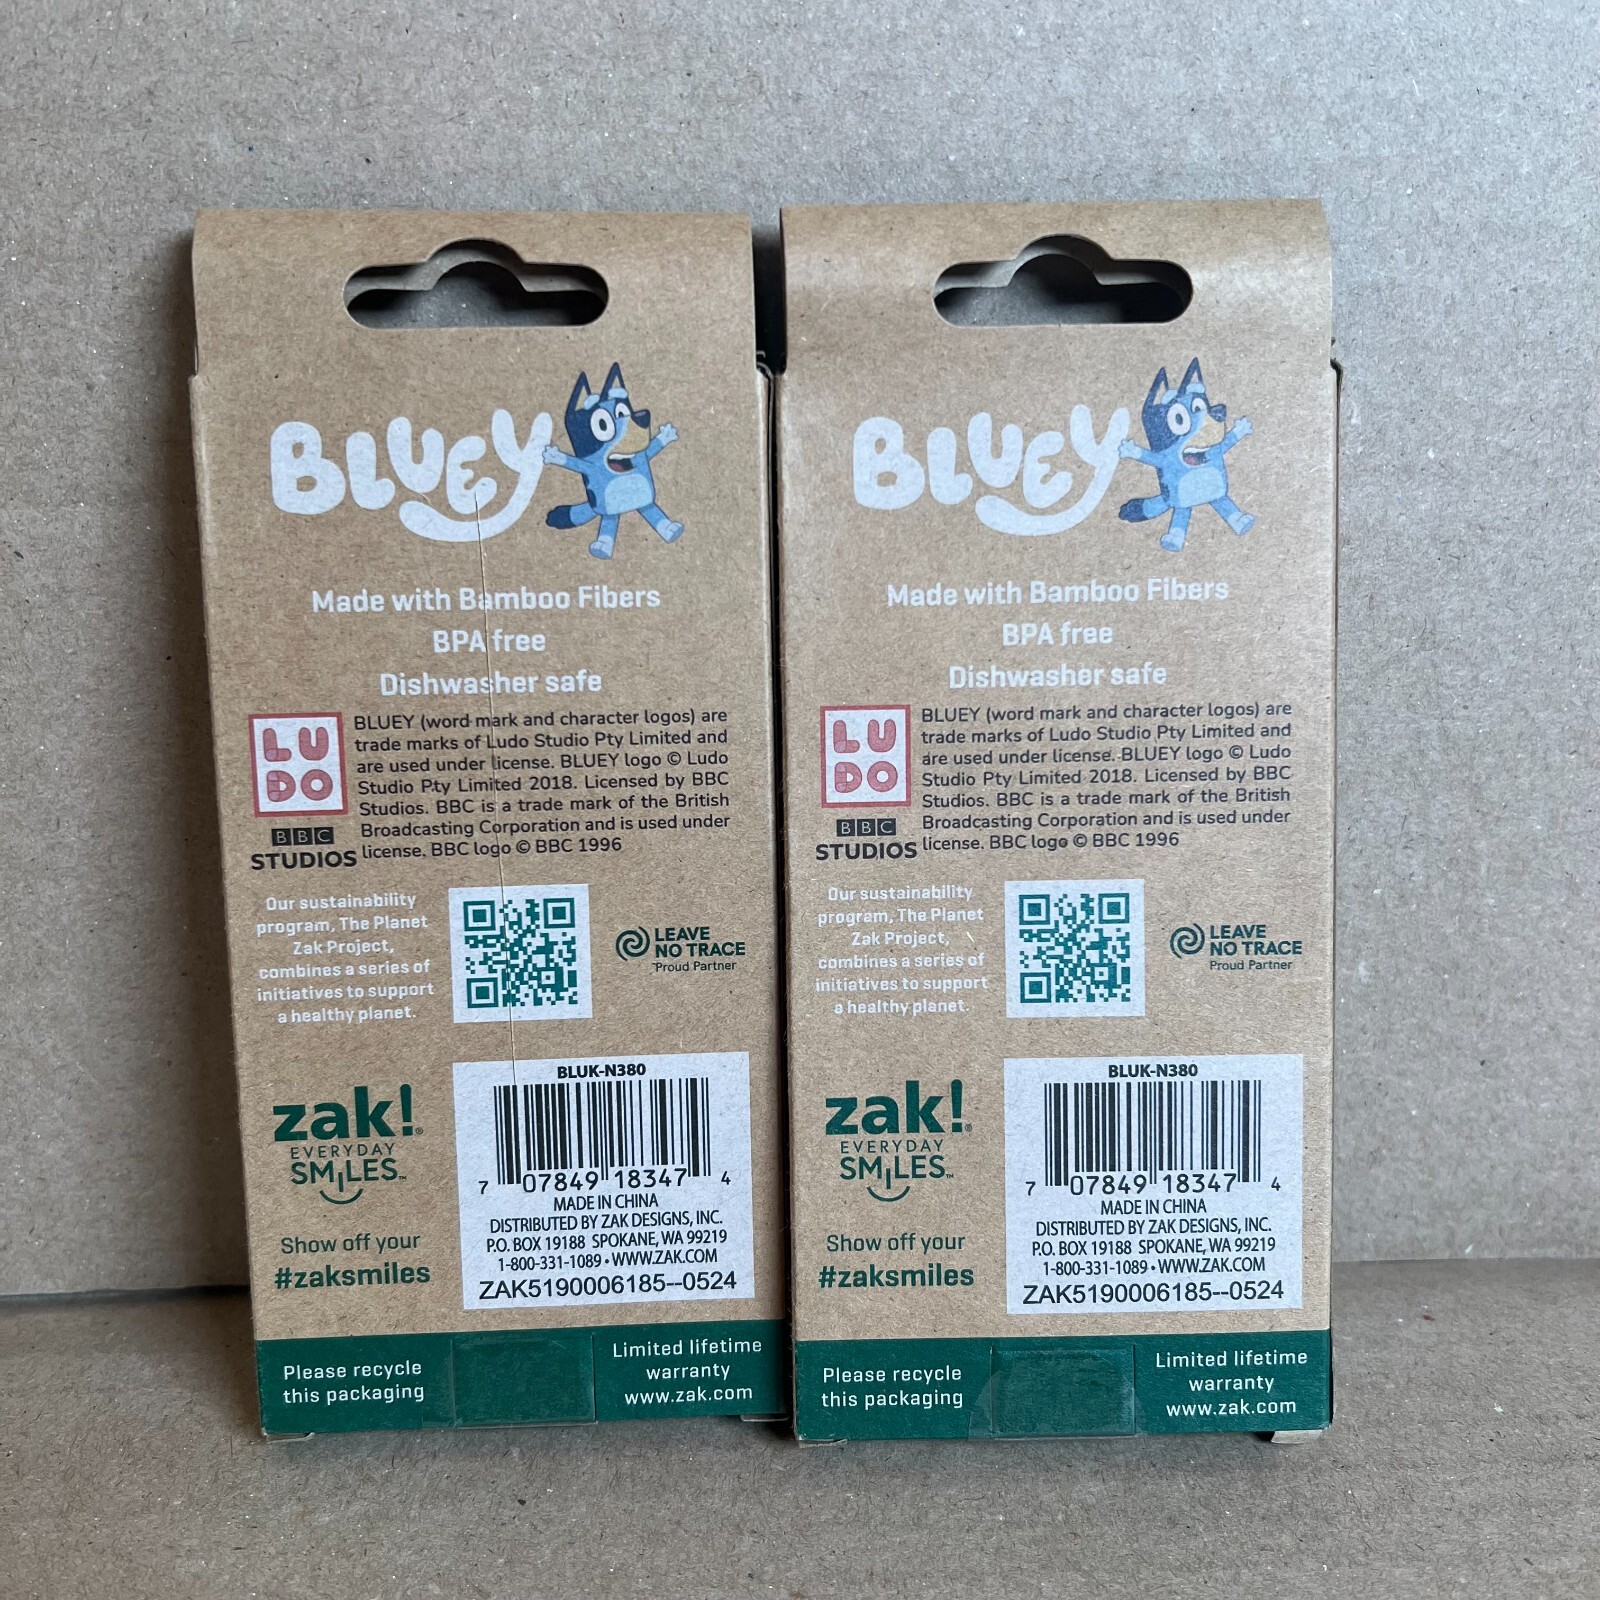 BLUEY
Made with Bamboo Fibers
BPA free
Dishwasher safe
LU
DO
BBC
STUDIOS
BLUEY (word mark and character logos) are
trade marks of Ludo Studio Pty Limited and
are used under license. BLUEY logo © Ludo
Studio Pty Limited 2018. Licensed by BBC
Studios. BBC is a trade mark of the British
Broadcasting Corporation and is used under
license. BBC logo © BBC 1996
Our sustainability
program, The Planet
Zak Project,
combines a series of
initiatives to support
a healthy planet.
LEAVE
NO TRACE
Proud Partner
zak!®
EVERYDAY
SMILES™
Show off your
#zaksmiles
BLUK-N380
7 07849 18347 4
MADE IN CHINA
DISTRIBUTED BY ZAK DESIGNS, INC.
P.O. BOX 19188 SPOKANE, WA 99219
1-800-331-1089 • WWW.ZAK.COM
ZAK5190006185--0524
Please recycle
this packaging
Limited lifetime
warranty
www.zak.com
BLUEY
Made with Bamboo Fibers
BPA free
Dishwasher safe
LU
DO
BBC
STUDIOS
BLUEY (word mark and character logos) are
trade marks of Ludo Studio Pty Limited and
are used under license. BLUEY logo © Ludo
Studio Pty Limited 2018. Licensed by BBC
Studios. BBC is a trade mark of the British
Broadcasting Corporation and is used under
license. BBC logo © BBC 1996
Our sustainability
program, The Planet
Zak Project,
combines a series of
initiatives to support
a healthy planet.
LEAVE
NO TRACE
Proud Partner
zak!®
EVERYDAY
SMILES™
Show off your
#zaksmiles
BLUK-N380
7 07849 18347 4
MADE IN CHINA
DISTRIBUTED BY ZAK DESIGNS, INC.
P.O. BOX 19188 SPOKANE, WA 99219
1-800-331-1089 • WWW.ZAK.COM
ZAK5190006185--0524
Please recycle
this packaging
Limited lifetime
warranty
www.zak.com